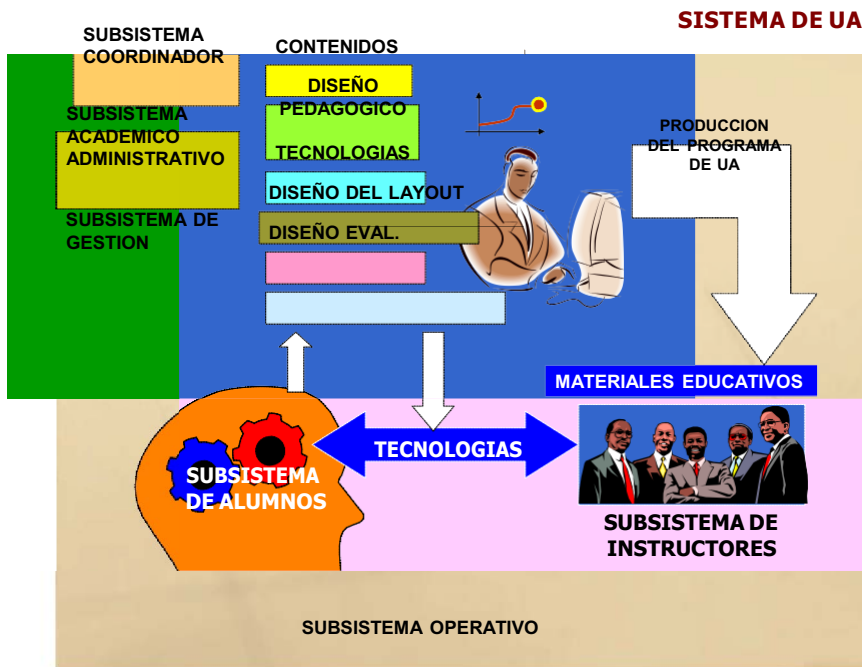 SISTEMA DE UA
SUBSISTEMA
COORDINADOR
SUBSISTEMA
ACADEMICO
ADMINISTRATIVO
SUBSISTEMA DE
GESTION
CONTENIDOS
DISEÑO
PEDAGOGICO
TECNOLOGIAS
DISEÑO DEL LAYOUT
DISEÑO EVAL.
PRODUCCION
DEL PROGRAMA
DE UA
MATERIALES EDUCATIVOS
TECNOLOGÍAS
SUBSISTEMA
DE ALUMNOS
SUBSISTEMA DE
INSTRUCTORES
SUBSISTEMA OPERATIVO